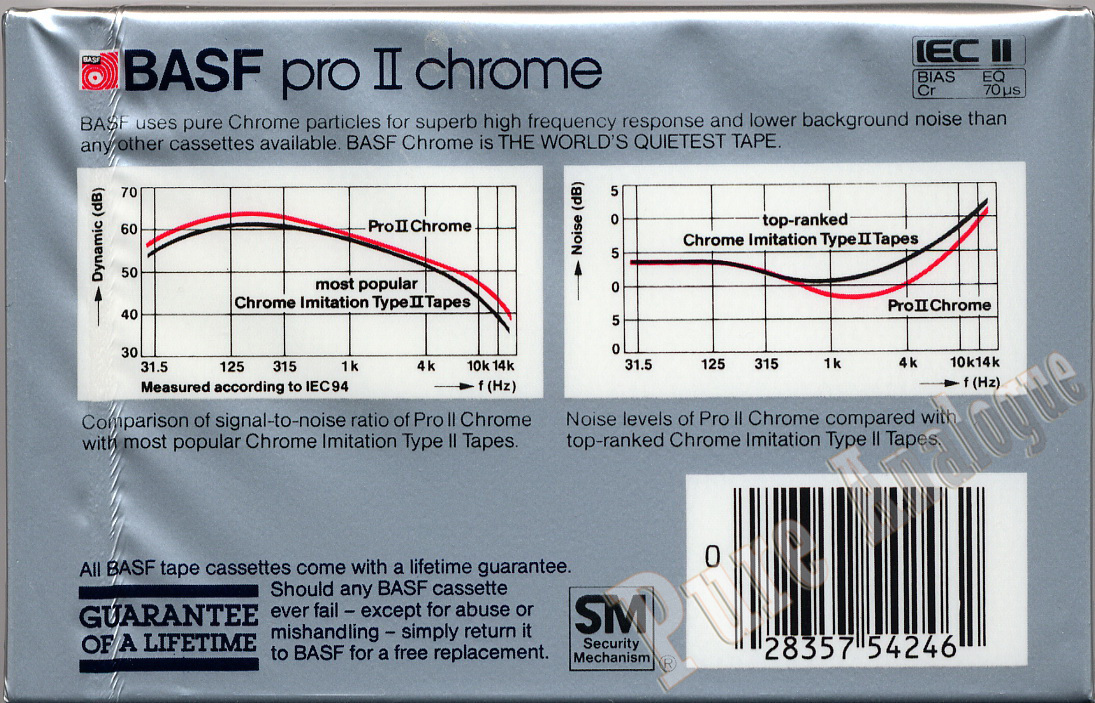 BASF
BASF pro II chrome
IEC II
BIAS EQ
Cr 70µs
BASF uses pure Chrome particles for superb high frequency response and lower background noise than
any other cassettes available. BASF Chrome is THE WORLD'S QUIETEST TAPE.
Dynamic (dB)
70
60
50
40
30
Pro II Chrome
most popular
Chrome Imitation Type II Tapes
31.5 125 315 1k 4k 10k 14k
Measured according to IEC 94 f (Hz)
Comparison of signal-to-noise ratio of Pro II Chrome
with most popular Chrome Imitation Type II Tapes.
Noise (dB)
5
0
5
0
5
0
top-ranked
Chrome Imitation Type II Tapes
Pro II Chrome
31.5 125 315 1k 4k 10k 14k
f (Hz)
Noise levels of Pro II Chrome compared with
top-ranked Chrome Imitation Type II Tapes.
All BASF tape cassettes come with a lifetime guarantee.
GUARANTEE
OF A LIFETIME
Should any BASF cassette
ever fail – except for abuse or
mishandling – simply return it
to BASF for a free replacement.
SM
Security
Mechanism ®
0 28357 54246
Pure Analogue